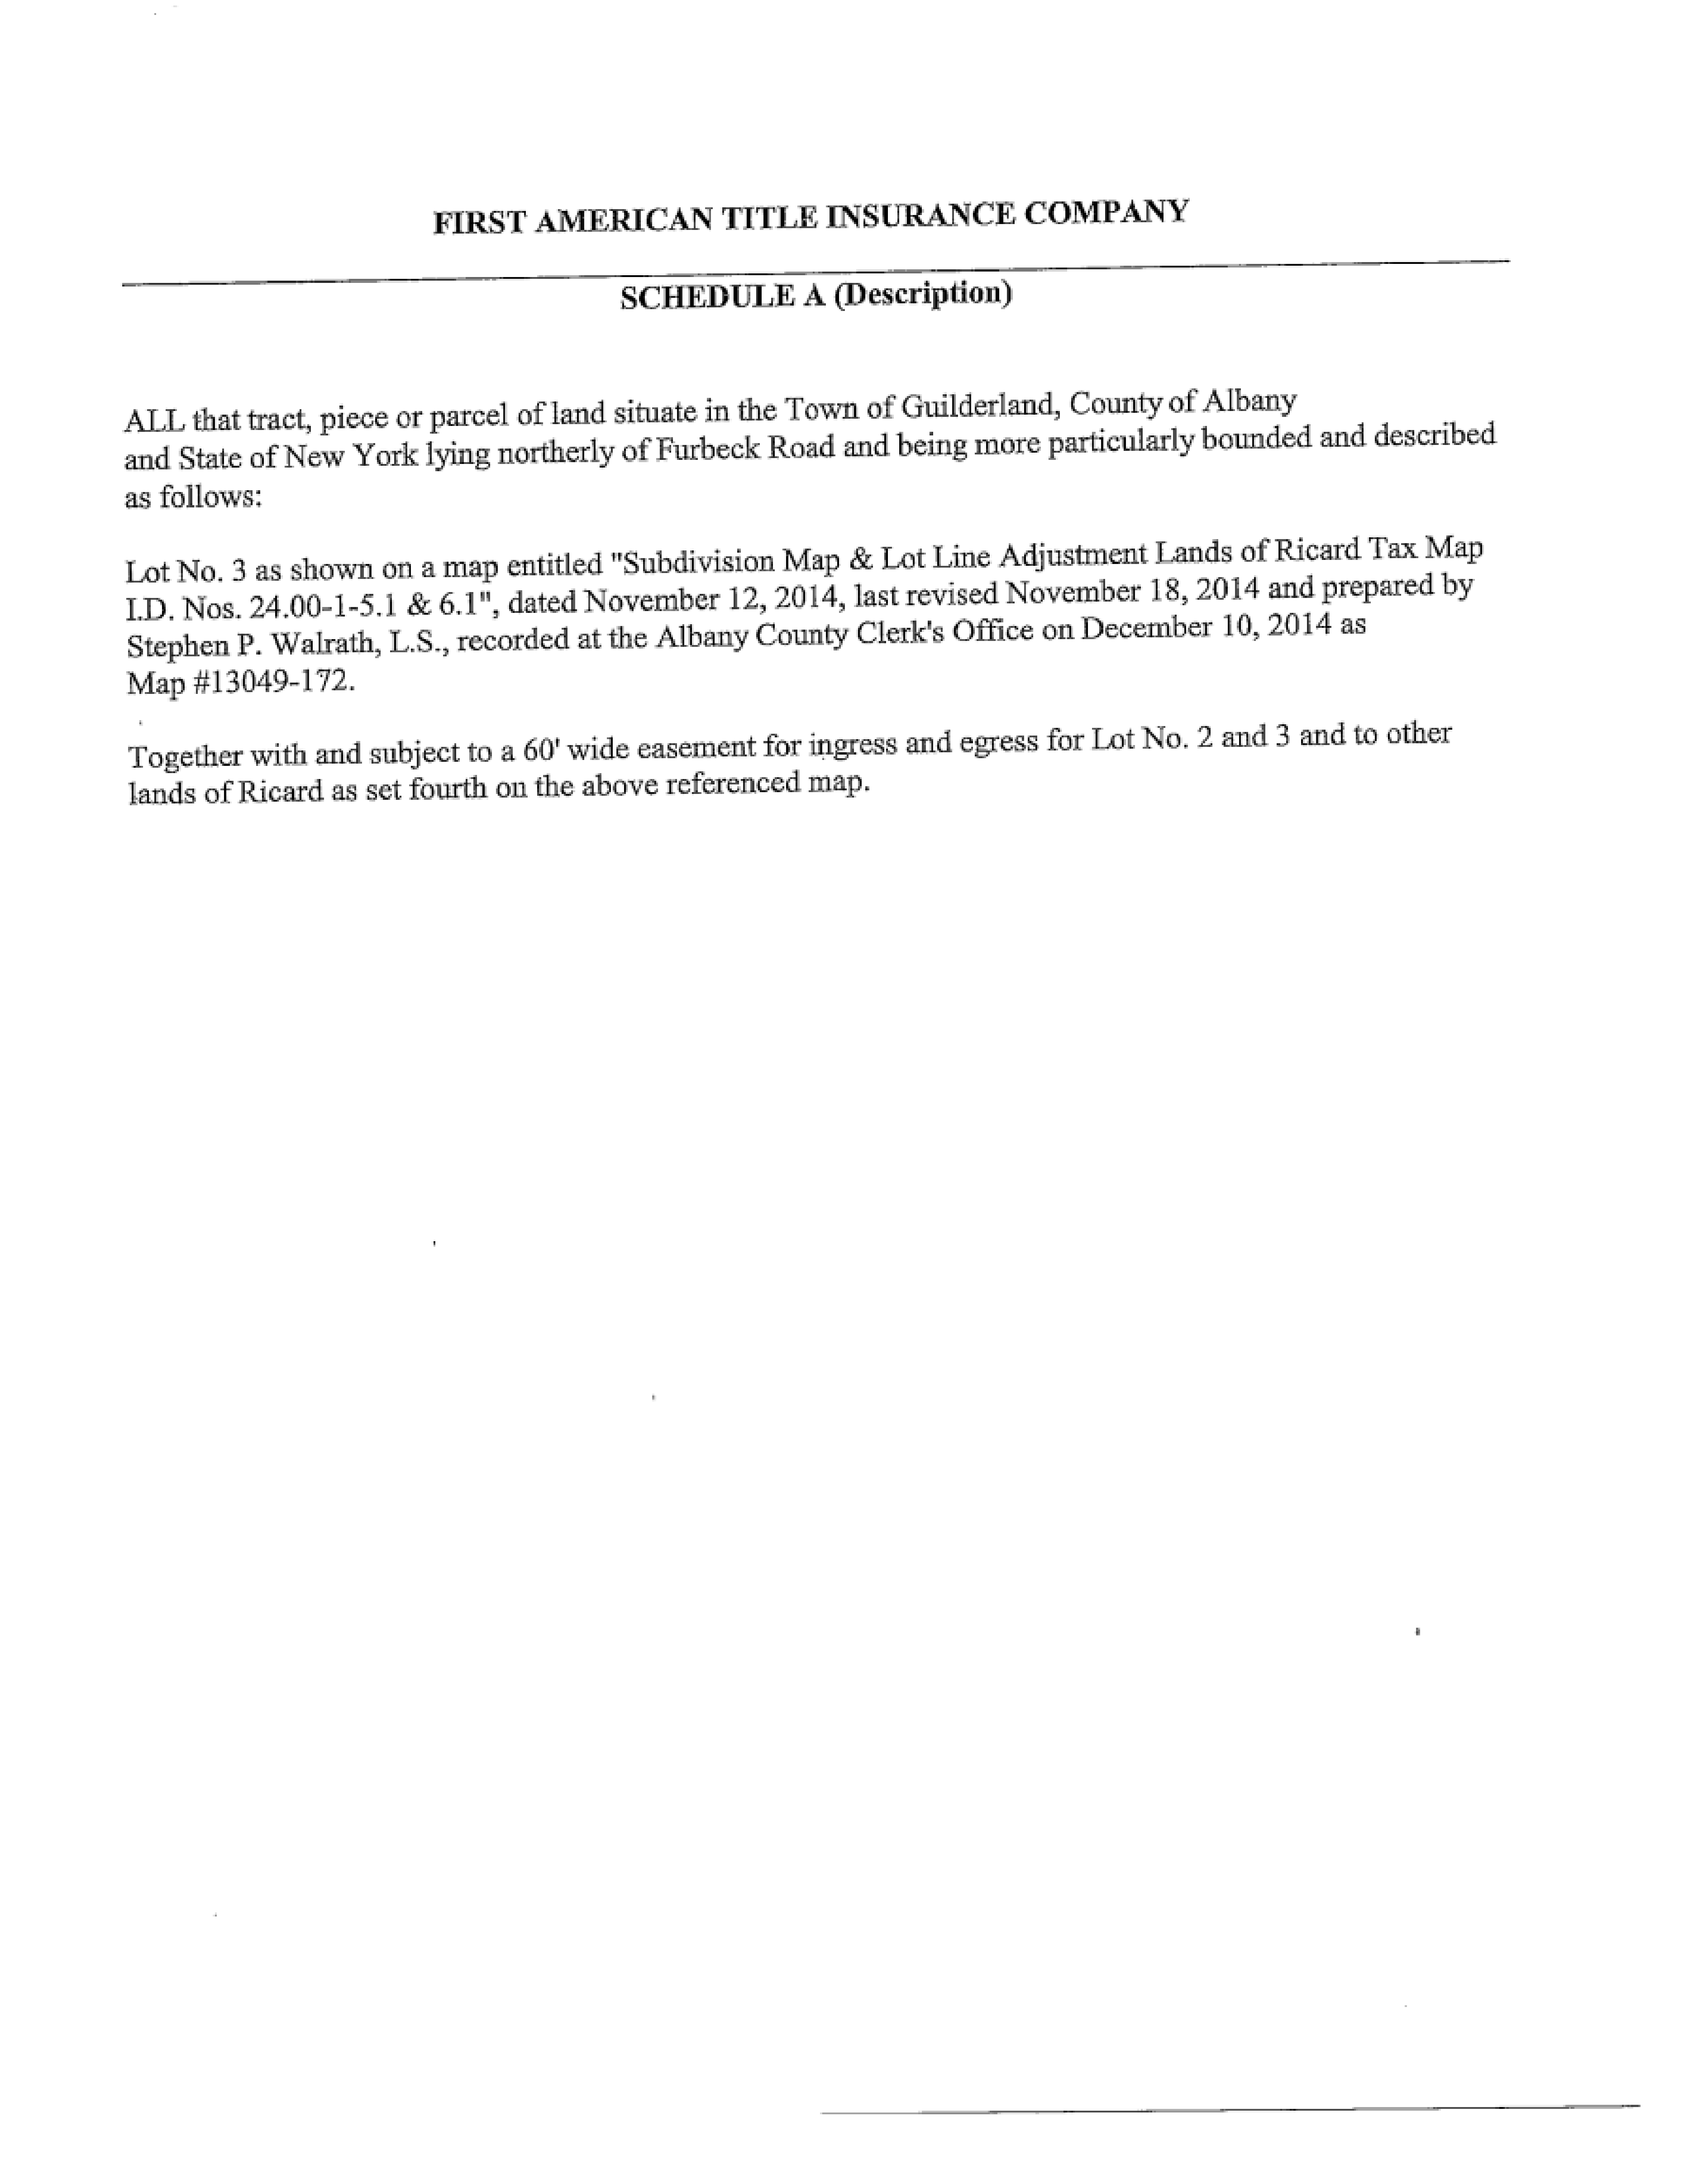 FIRST AMERICAN TITLE INSURANCE COMPANY
SCHEDULE A (Description)
ALL that tract, piece or parcel of land situate in the Town of Guilderland, County of Albany
and State of New York lying northerly of Furbeck Road and being more particularly bounded and described
as follows:
Lot No. 3 as shown on a map entitled "Subdivision Map & Lot Line Adjustment Lands of Ricard Tax Map
I.D. Nos. 24.00-1-5.1 & 6.1", dated November 12, 2014, last revised November 18, 2014 and prepared by
Stephen P. Walrath, L.S., recorded at the Albany County Clerk's Office on December 10, 2014 as
Map #13049-172.
Together with and subject to a 60' wide easement for ingress and egress for Lot No. 2 and 3 and to other
lands of Ricard as set fourth on the above referenced map.